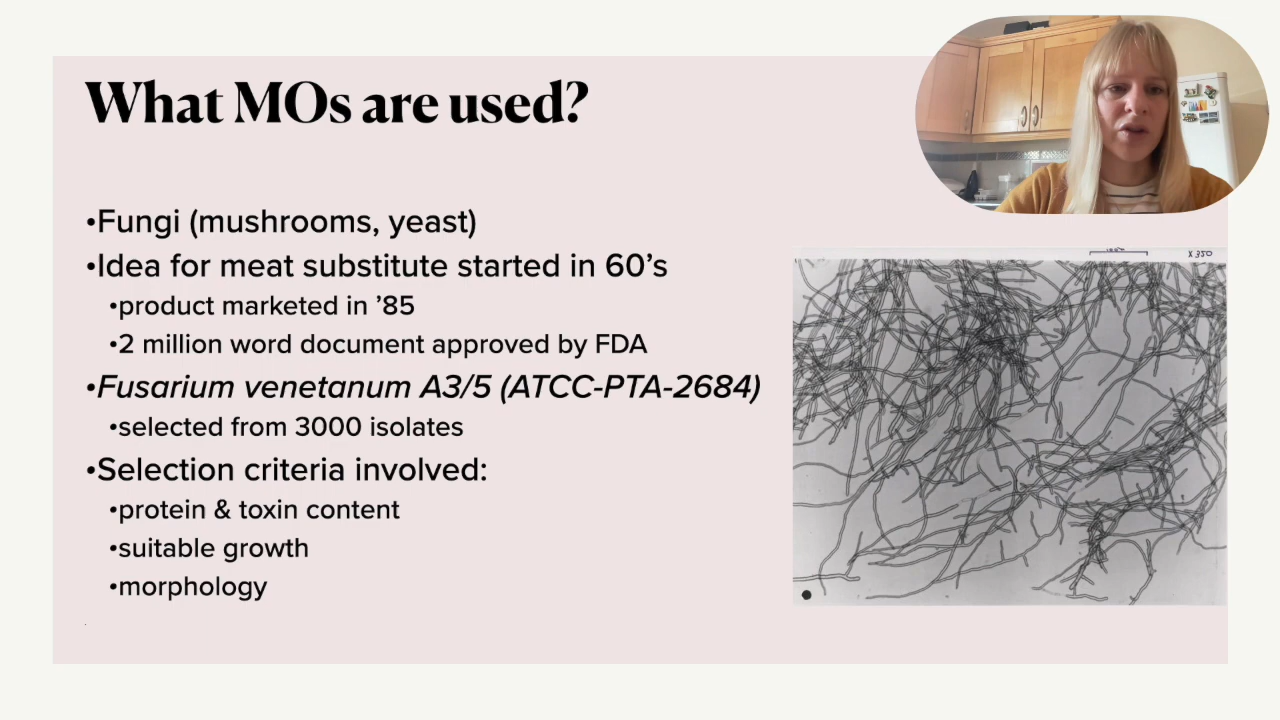 What MOs are used?
•Fungi (mushrooms, yeast)
•Idea for meat substitute started in 60’s
•product marketed in ’85
•2 million word document approved by FDA
•Fusarium venetanum A3/5 (ATCC-PTA-2684)
•selected from 3000 isolates
•Selection criteria involved:
•protein & toxin content
•suitable growth
•morphology
X 320